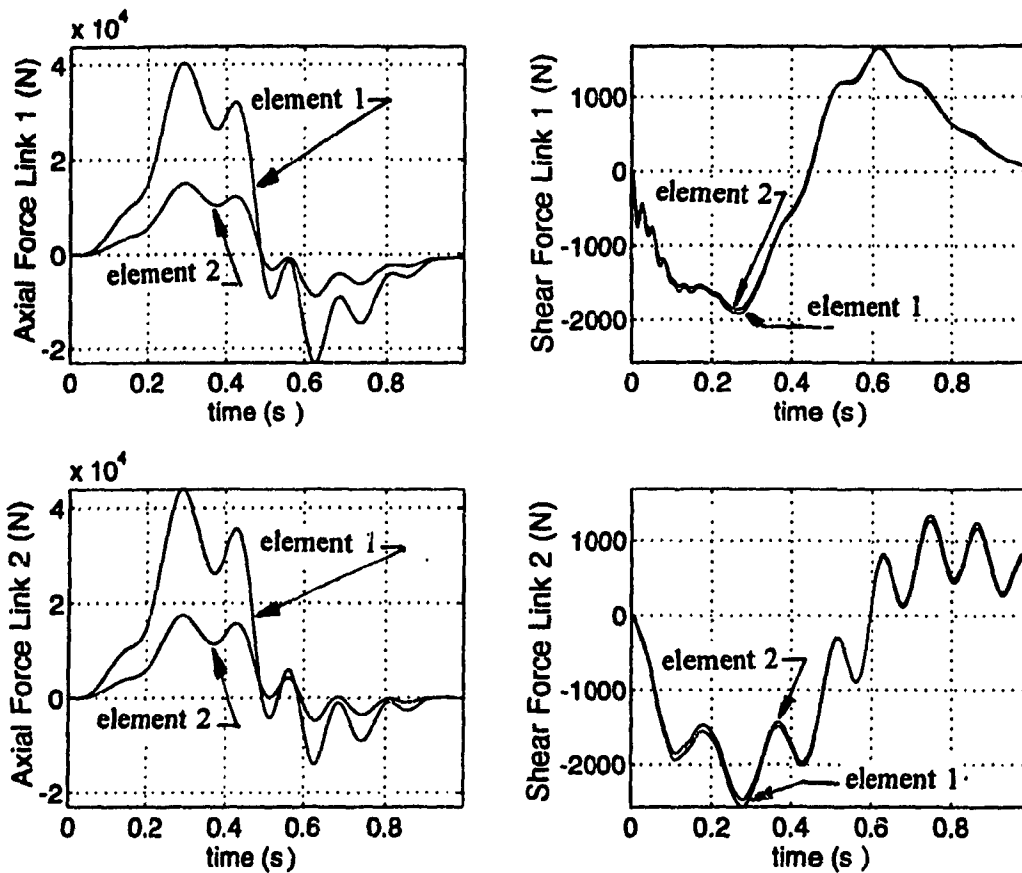 x 10^4
Axial Force Link 1 (N)
4
2
0
-2
element 1
element 2
0 0.2 0.4 0.6 0.8
time (s )
Shear Force Link 1 (N)
1000
0
-1000
-2000
element 2
element 1
0 0.2 0.4 0.6 0.8
time (s )
x 10^4
Axial Force Link 2 (N)
4
2
0
-2
element 1
element 2
0 0.2 0.4 0.6 0.8
time (s )
Shear Force Link 2 (N)
1000
0
-1000
-2000
element 2
element 1
0 0.2 0.4 0.6 0.8
time (s )